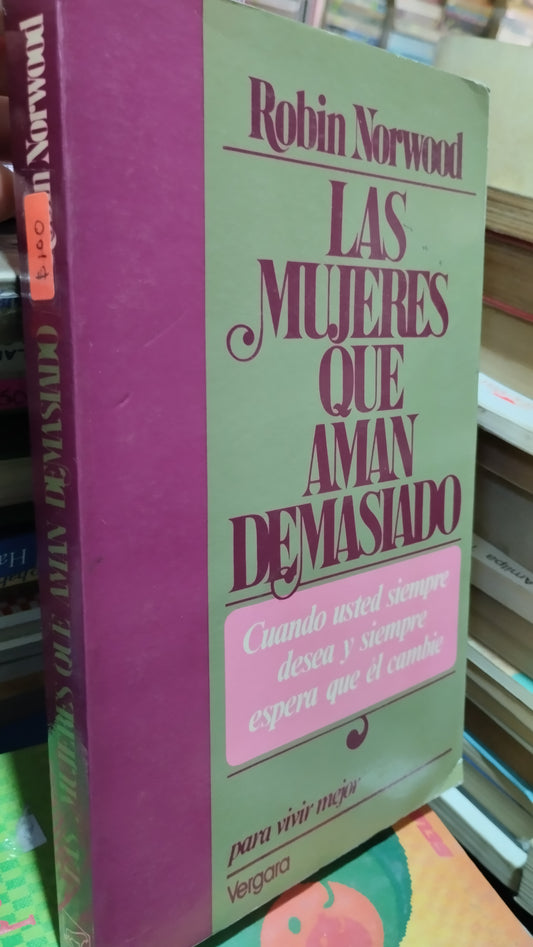 Robin Norwood
LAS
MUJERES
QUE
AMAN
DEMASIADO
Cuando usted siempre
desea y siempre
espera que él cambie
para vivir mejor
Vergara
Norwood
$100
LAS MUJERES QUE AMAN DEMASIADO